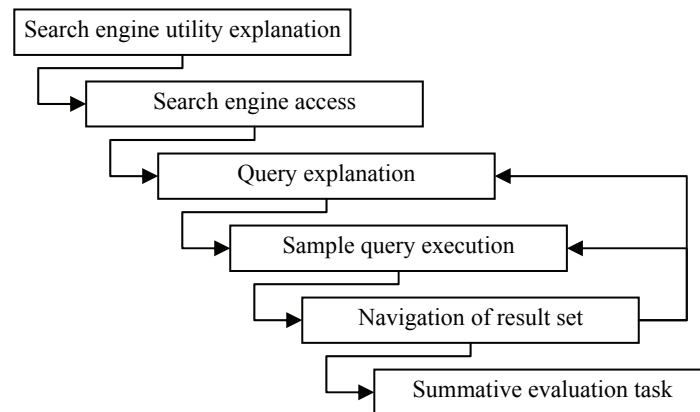 Search engine utility explanation
Search engine access
Query explanation
Sample query execution
Navigation of result set
Summative evaluation task